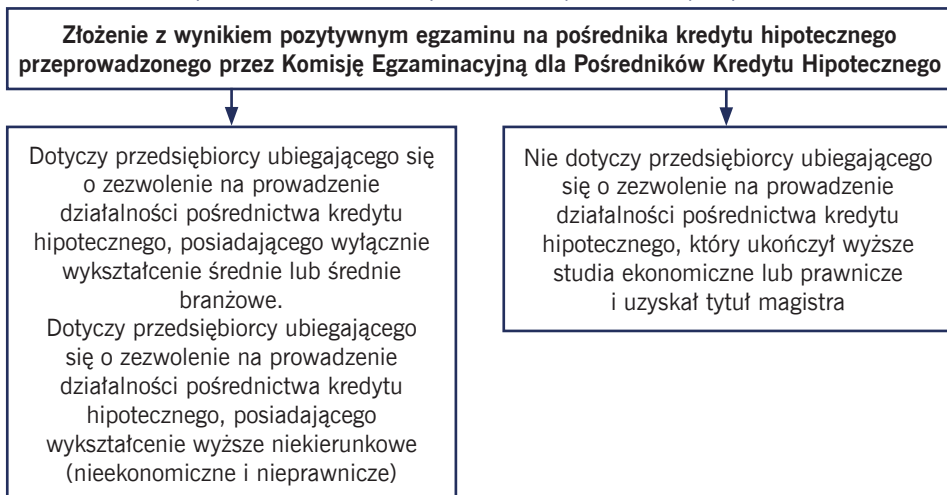 Złożenie z wynikiem pozytywnym egzaminu na pośrednika kredytu hipotecznego
przeprowadzonego przez Komisję Egzaminacyjną dla Pośredników Kredytu Hipotecznego
Dotyczy przedsiębiorcy ubiegającego się
o zezwolenie na prowadzenie
działalności pośrednictwa kredytu
hipotecznego, posiadającego wyłącznie
wykształcenie średnie lub średnie
branżowe.
Dotyczy przedsiębiorcy ubiegającego
się o zezwolenie na prowadzenie
działalności pośrednictwa kredytu
hipotecznego, posiadającego
wykształcenie wyższe niekierunkowe
(nieekonomiczne i nieprawnicze)
Nie dotyczy przedsiębiorcy ubiegającego
się o zezwolenie na prowadzenie
działalności pośrednictwa kredytu
hipotecznego, który ukończył wyższe
studia ekonomiczne lub prawnicze
i uzyskał tytuł magistra